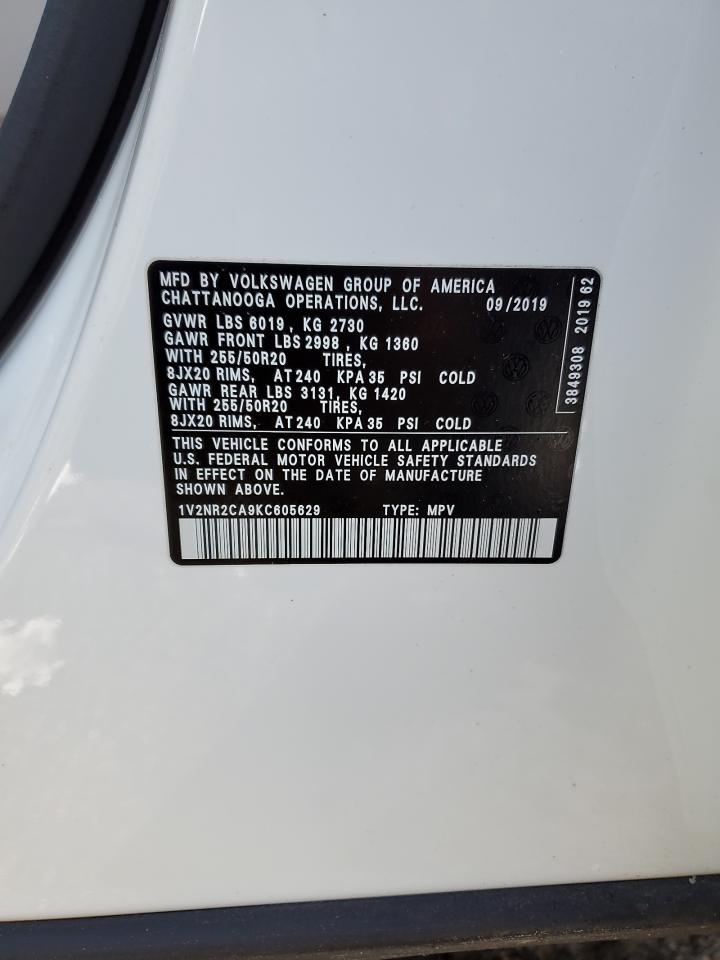 MFD BY VOLKSWAGEN GROUP OF AMERICA
CHATTANOOGA OPERATIONS, LLC. 09/2019
GVWR LBS 6019, KG 2730
GAWR FRONT LBS 2998, KG 1360
WITH 255/50R20 TIRES,
8JX20 RIMS, AT 240 KPA 35 PSI COLD
GAWR REAR LBS 3131, KG 1420
WITH 255/50R20 TIRES,
8JX20 RIMS, AT 240 KPA 35 PSI COLD
THIS VEHICLE CONFORMS TO ALL APPLICABLE
U.S. FEDERAL MOTOR VEHICLE SAFETY STANDARDS
IN EFFECT ON THE DATE OF MANUFACTURE
SHOWN ABOVE.
1V2NR2CA9KC605629 TYPE: MPV
3849308 2019 62